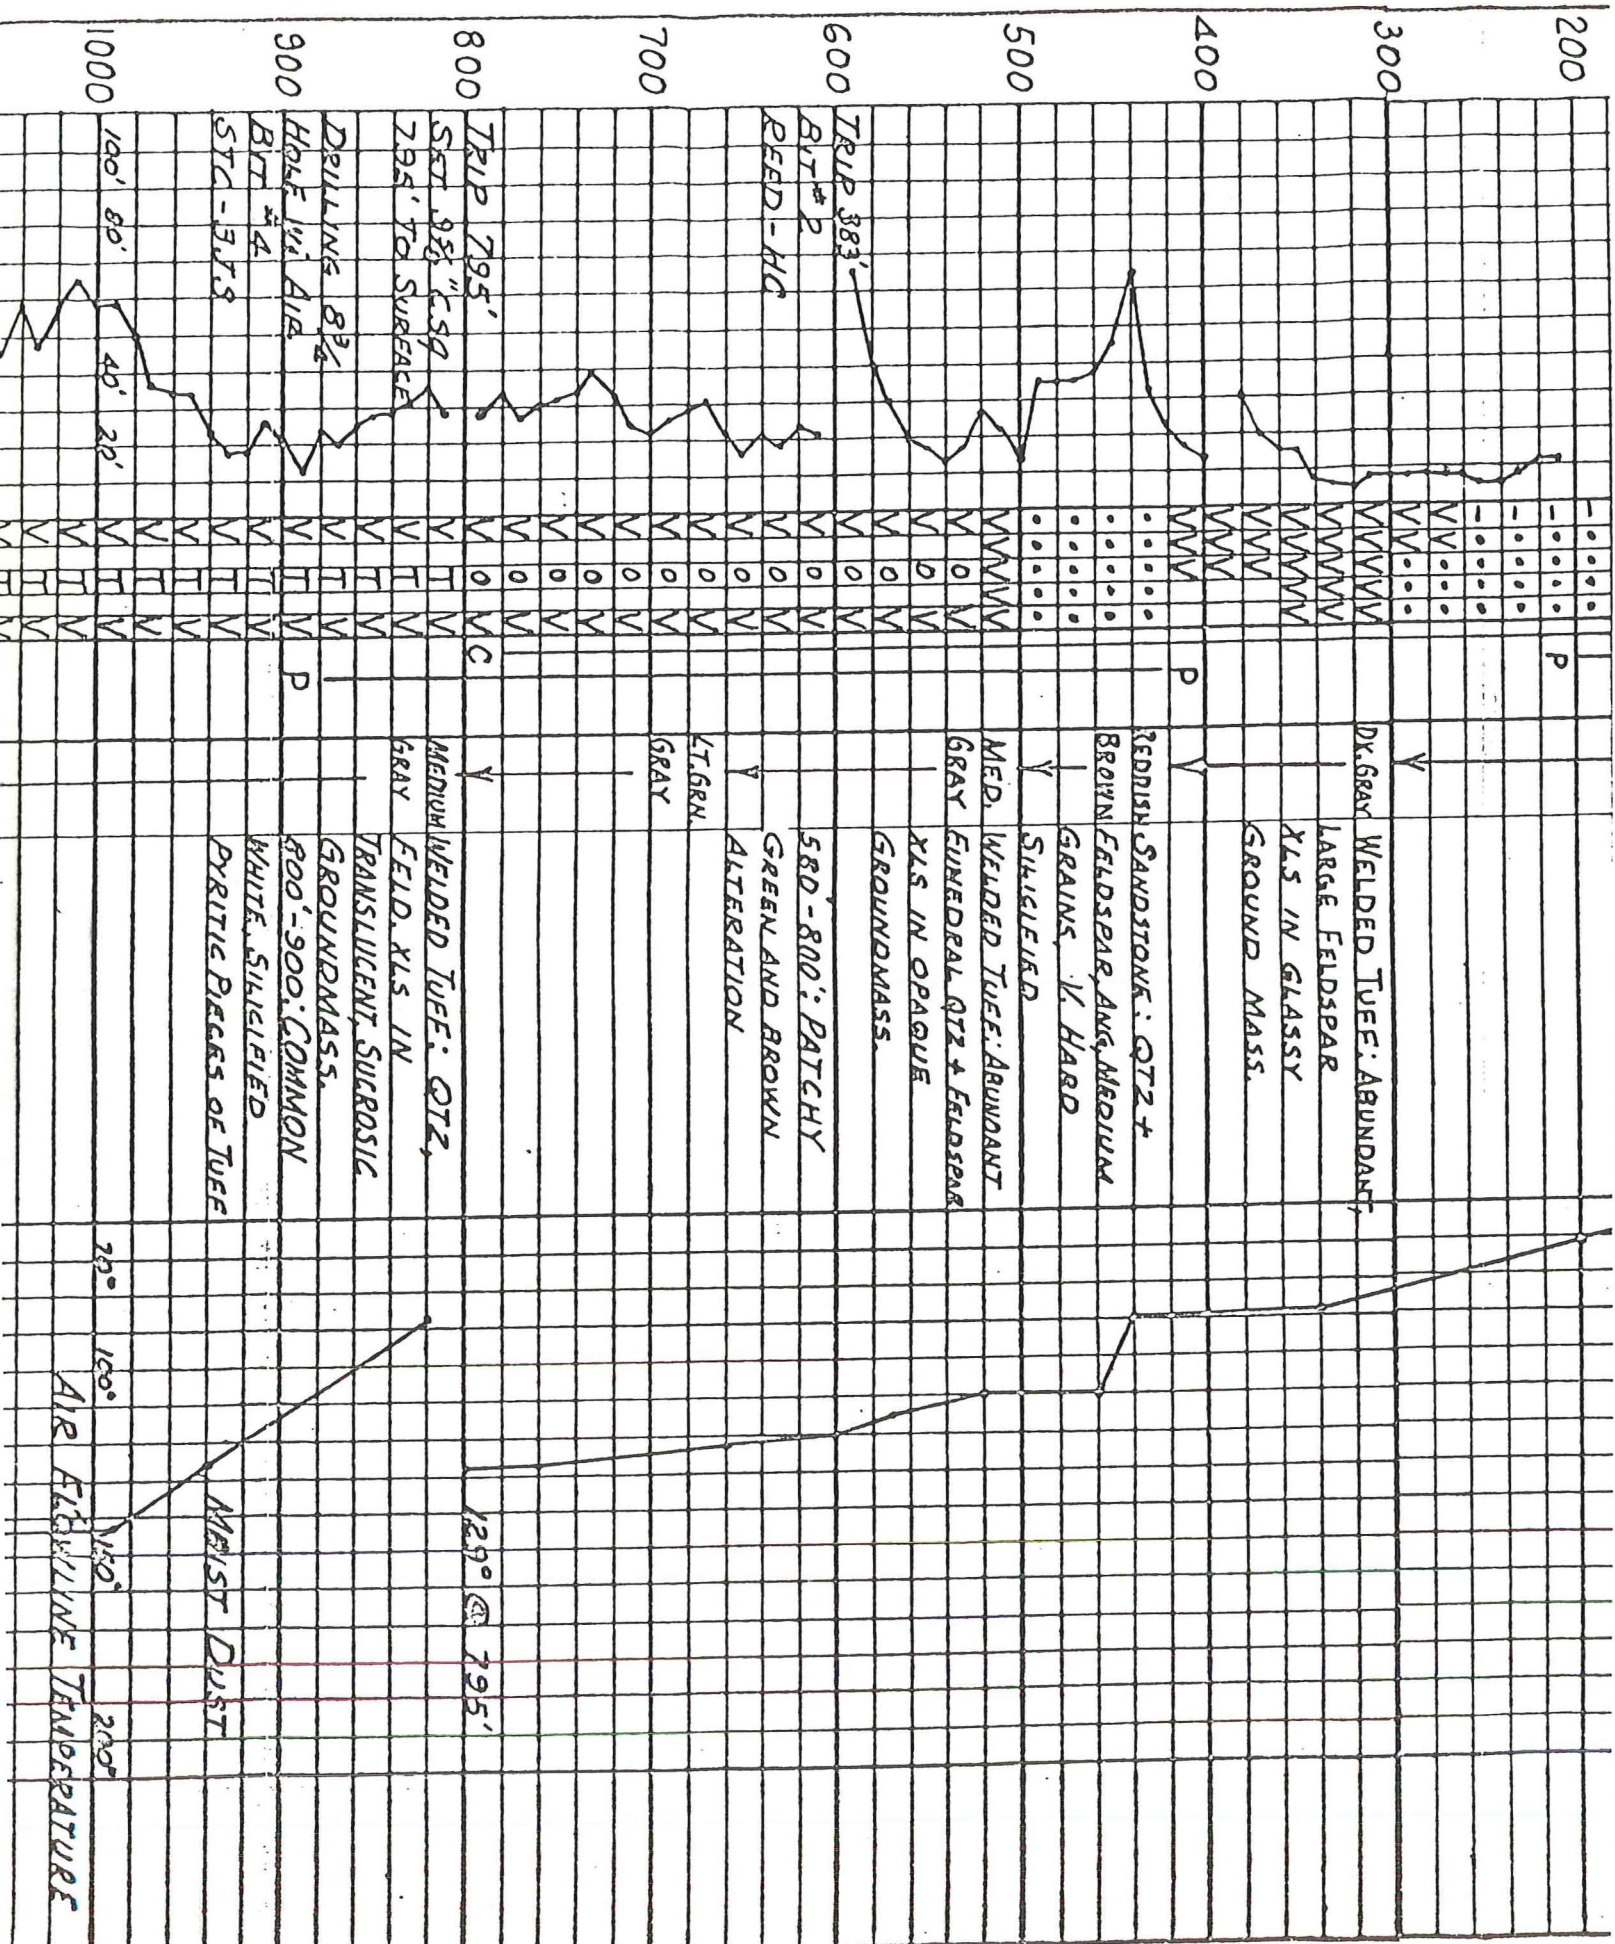 200
300
400
500
600
700
800
900
1000
TRIP 383'
BIT #2
REED-HC
TRIP 795'
SET 9⅝" CSG
795' TO SURFACE
DRILLING 8¾
HOLE W/ AIR
BIT #4
STC-3JS
100' 80' 40' 20'
P
P
C
P
DK. GRAY
REDDISH
BROWN
MED.
GRAY
LT. GRN.
GRAY
MEDIUM
GRAY
WELDED TUFF: ABUNDANT
LARGE FELDSPAR
XLS IN GLASSY
GROUND MASS.
SANDSTONE: QTZ +
FELDSPAR, ANG, MEDIUM
GRAINS, V. HARD
SILICIFIED
WELDED TUFF: ABUNDANT
EUHEDRAL QTZ + FELDSPAR
XLS IN OPAQUE
GROUNDMASS.
580-800': PATCHY
GREEN AND BROWN
ALTERATION
WELDED TUFF: QTZ,
FELD. XLS IN
TRANSLUCENT, SUCROSIC
GROUNDMASS.
800'-900': COMMON
WHITE, SILICIFIED
PYRITIC PIECES OF TUFF
129° @ 795'
MOIST DUST
70° 100° 150° 200°
AIR FLOWLINE TEMPERATURE